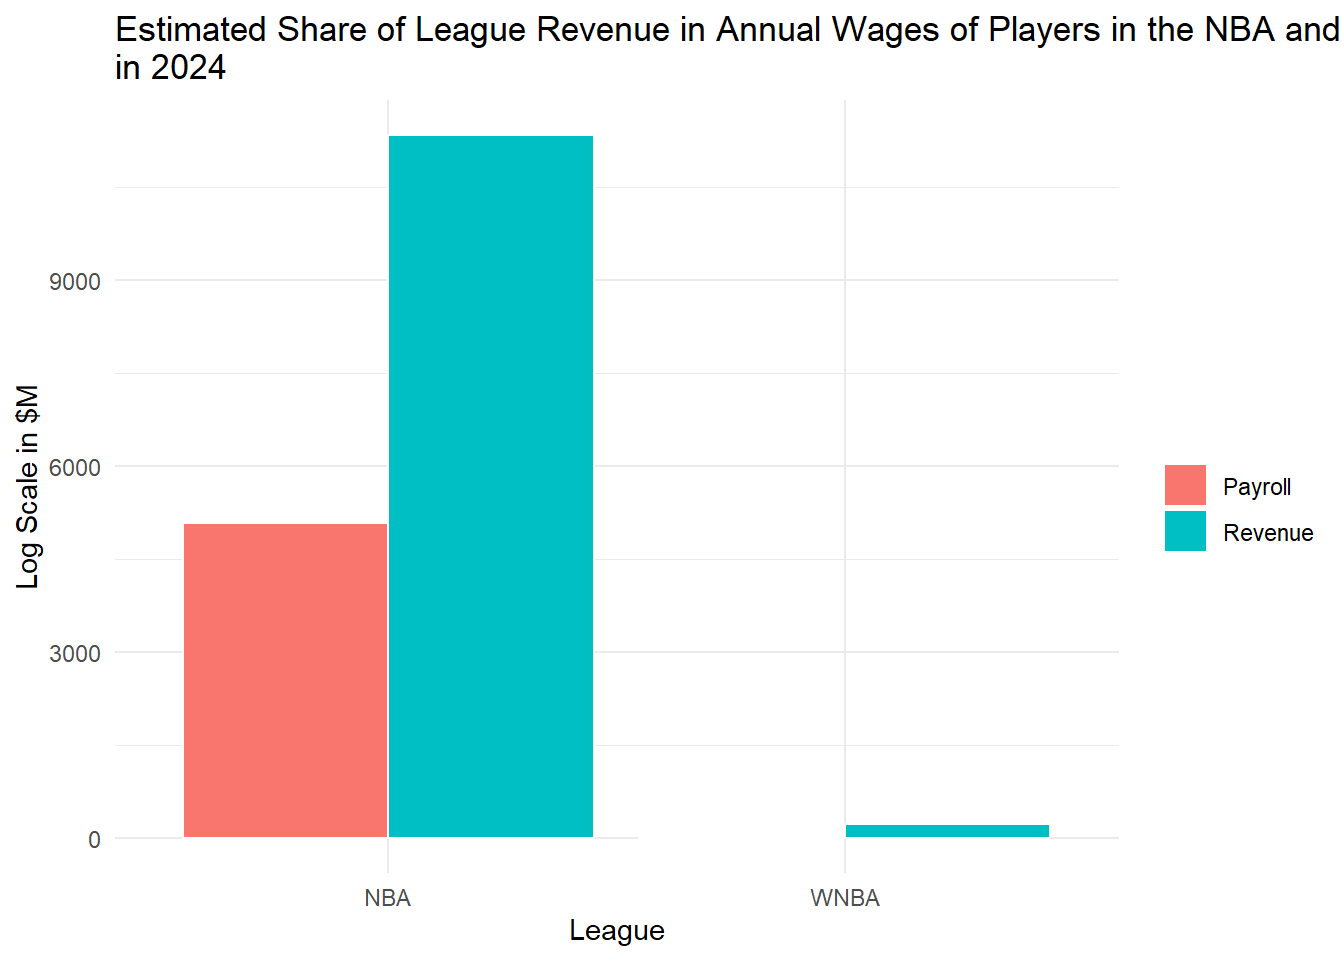 Estimated Share of League Revenue in Annual Wages of Players in the NBA and
in 2024
Log Scale in $M
9000
6000
3000
0
NBA
WNBA
League
Payroll
Revenue